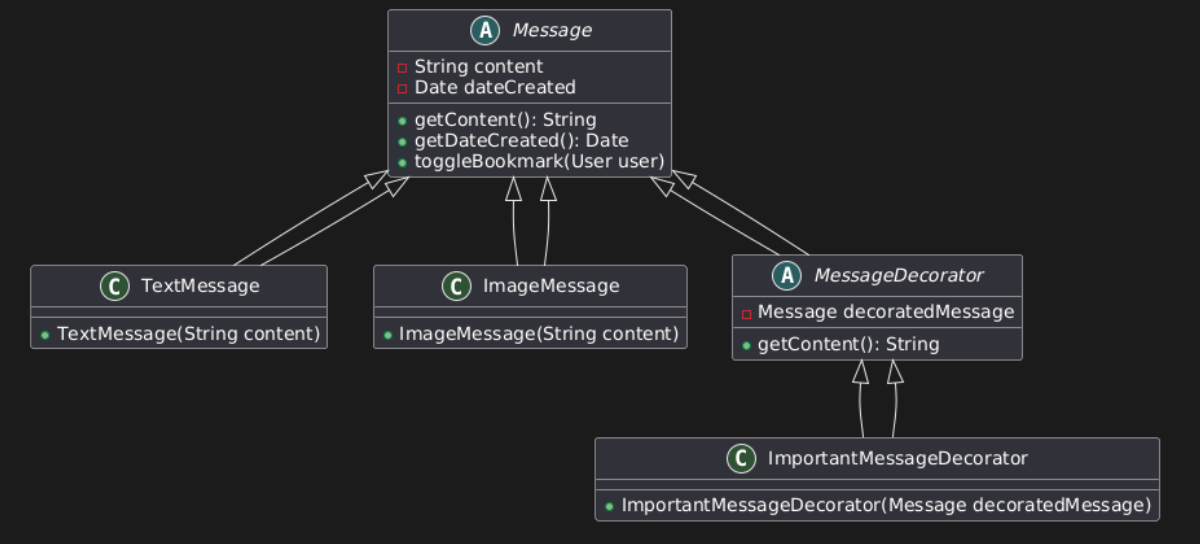 A Message
String content
Date dateCreated
getContent(): String
getDateCreated(): Date
toggleBookmark(User user)
C TextMessage
TextMessage(String content)
C ImageMessage
ImageMessage(String content)
A MessageDecorator
Message decoratedMessage
getContent(): String
C ImportantMessageDecorator
ImportantMessageDecorator(Message decoratedMessage)